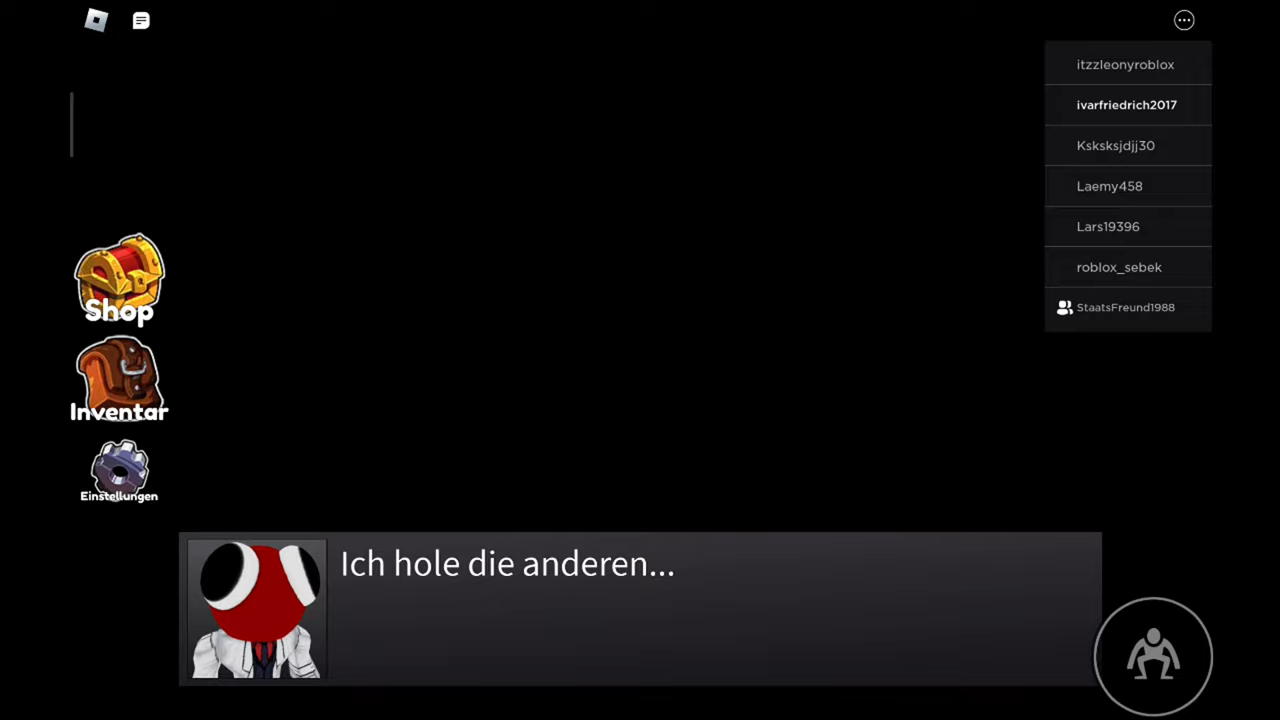 itzzleonyroblox
ivarfriedrich2017
Ksksksjdjj30
Laemy458
Lars19396
roblox_sebek
StaatsFreund1988
Shop
Inventar
Einstellungen
Ich hole die anderen...